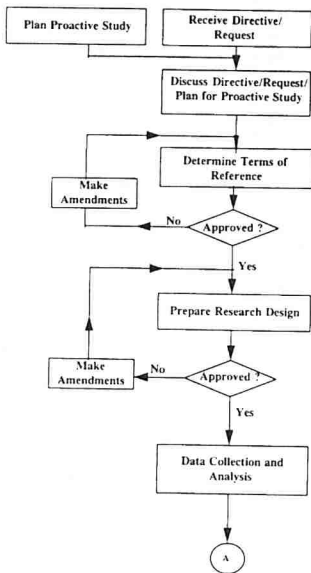 Plan Proactive Study
Receive Directive/
Request
Discuss Directive/Request/
Plan for Proactive Study
Determine Terms of
Reference
Make
Amendments
No
Approved ?
Yes
Prepare Research Design
Make
Amendments
No
Approved ?
Yes
Data Collection and
Analysis
A